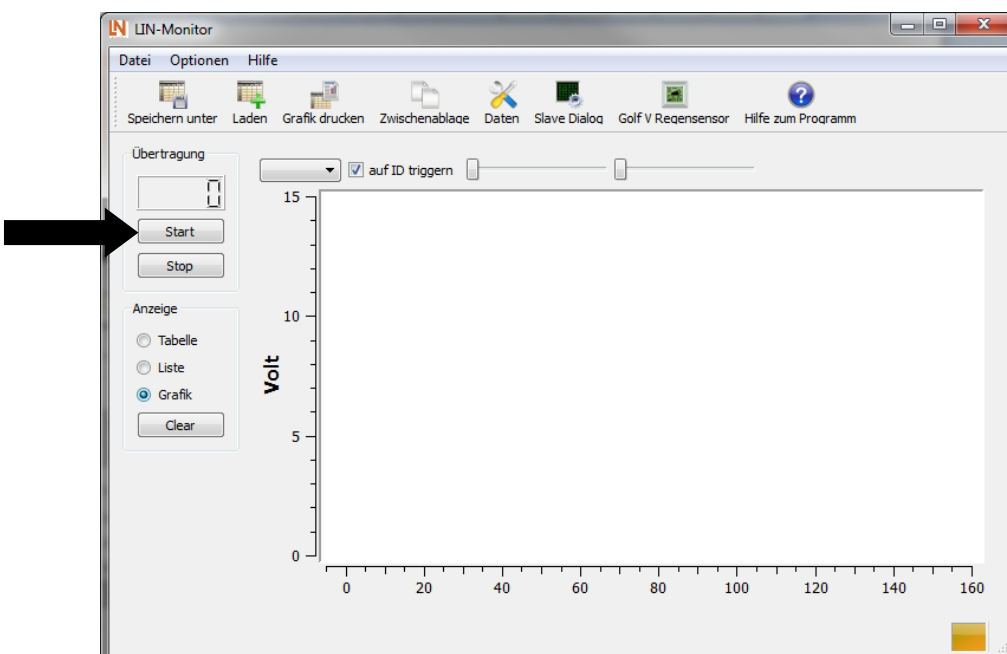 LIN-Monitor
Datei Optionen Hilfe
Speichern unter Laden Grafik drucken Zwischenablage Daten Slave Dialog Golf V Regensensor Hilfe zum Programm
Übertragung
0
Start
Stop
Anzeige
Tabelle
Liste
Grafik
Clear
auf ID triggern
15
10
5
0
Volt
0 20 40 60 80 100 120 140 160